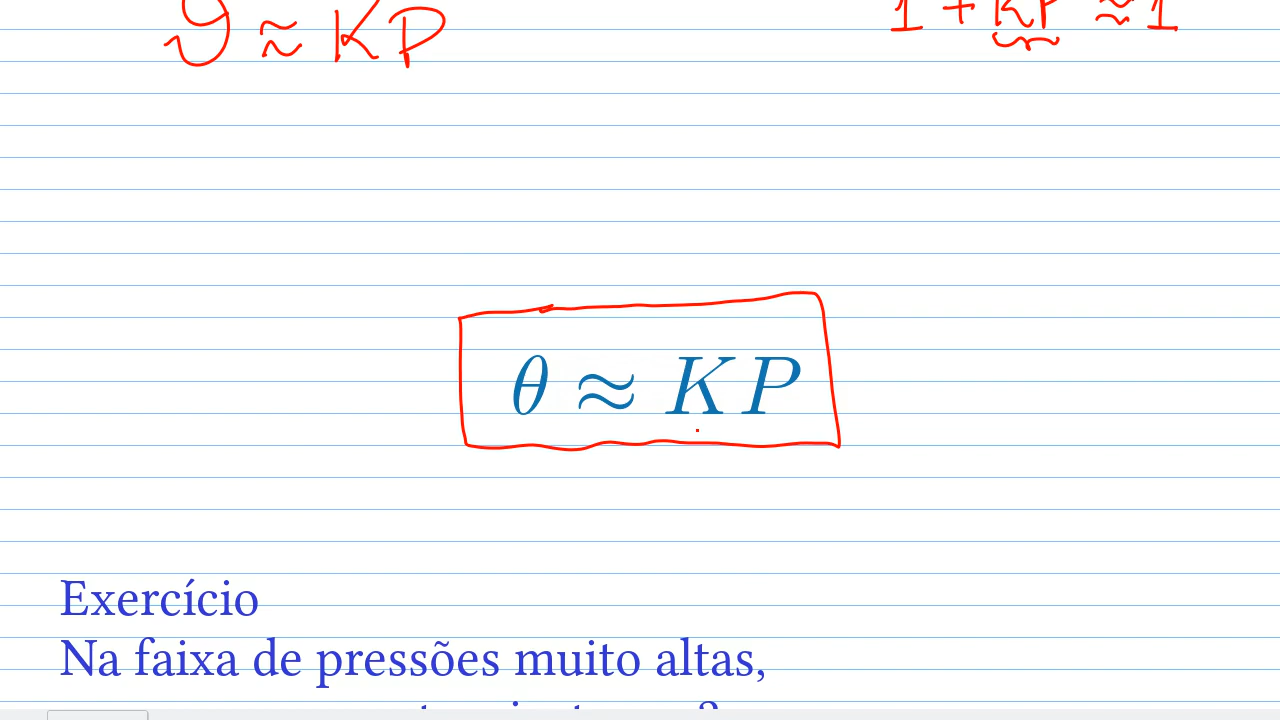 ϑ ≈ KP 1 + KP ≈ 1
θ ≈ KP
Exercício
Na faixa de pressões muito altas,